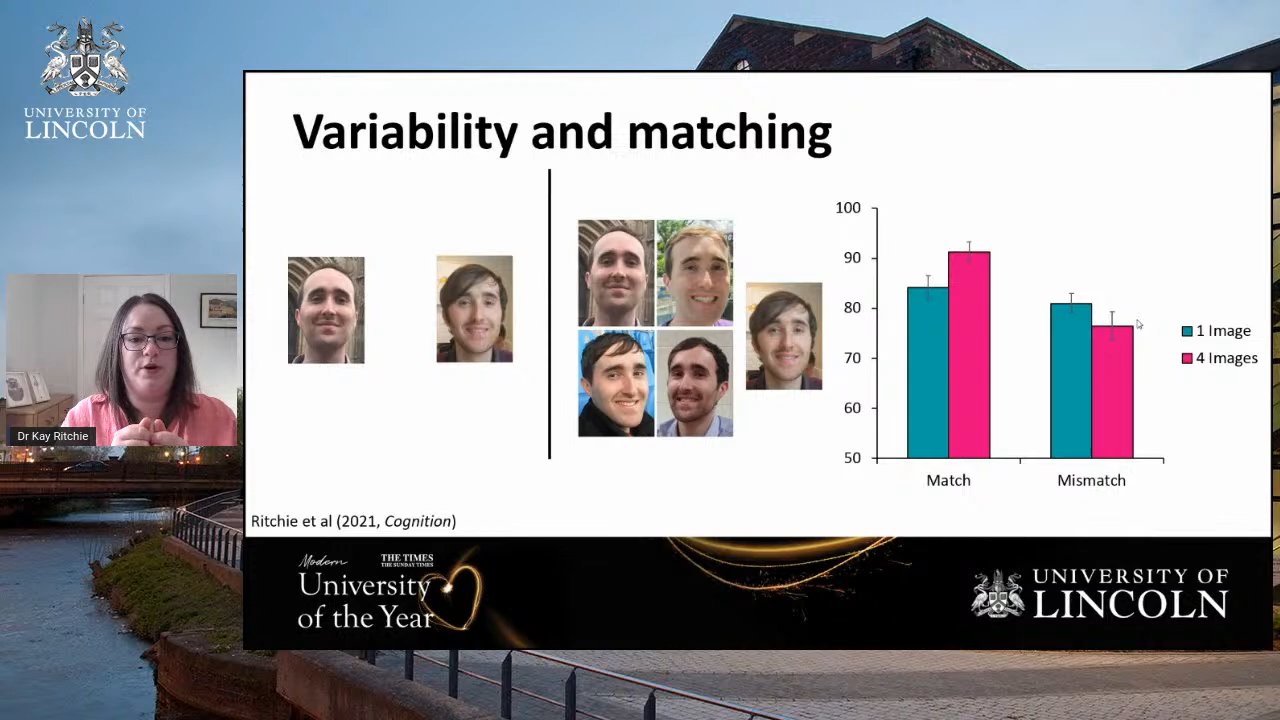 UNIVERSITY OF
LINCOLN
Variability and matching
100
90
80
70
60
50
Match
Mismatch
1 Image
4 Images
Dr Kay Ritchie
Ritchie et al (2021, Cognition)
Modern
THE TIMES
THE SUNDAY TIMES
University
of the Year
UNIVERSITY OF
LINCOLN